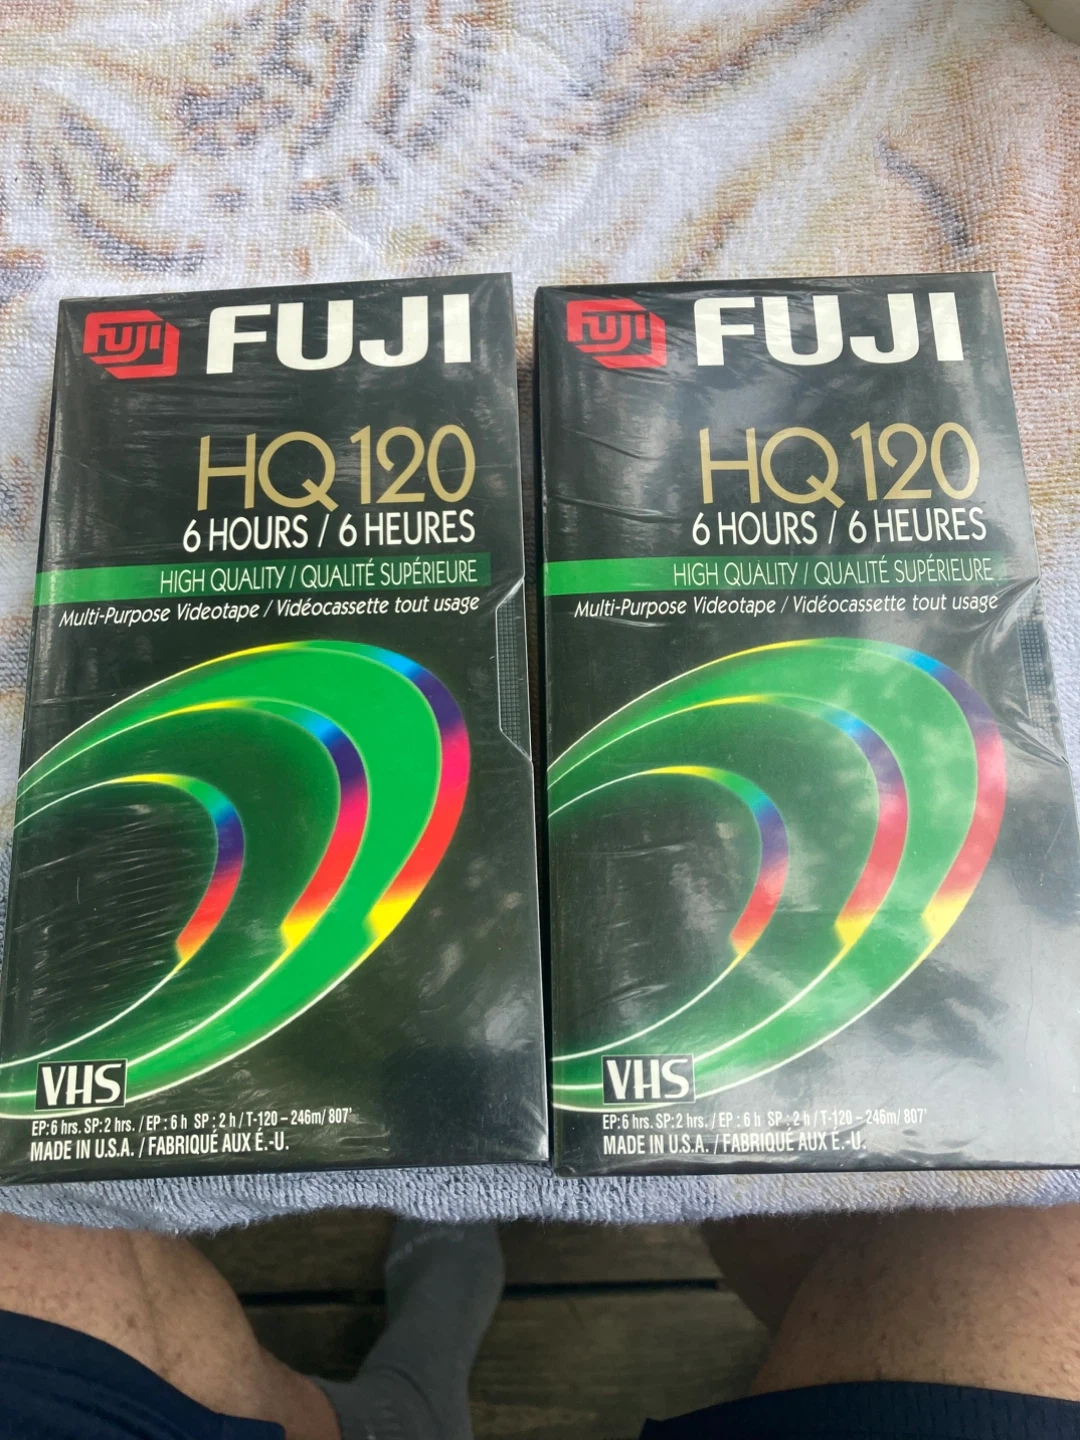 FUJI FUJI
HQ 120
6 HOURS / 6 HEURES
HIGH QUALITY / QUALITÉ SUPÉRIEURE
Multi-Purpose Videotape / Vidéocassette tout usage
VHS
EP: 6 hrs. SP: 2 hrs. / EP : 6 h SP : 2 h / T-120 – 246m/ 807'
MADE IN U.S.A. / FABRIQUÉ AUX É.-U.
FUJI FUJI
HQ 120
6 HOURS / 6 HEURES
HIGH QUALITY / QUALITÉ SUPÉRIEURE
Multi-Purpose Videotape / Vidéocassette tout usage
VHS
EP: 6 hrs. SP: 2 hrs. / EP : 6 h SP : 2 h / T-120 – 246m/ 807'
MADE IN U.S.A. / FABRIQUÉ AUX É.-U.